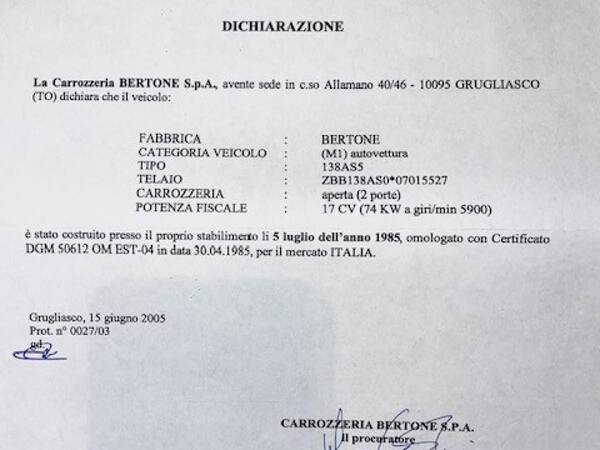 DICHIARAZIONE
La Carrozzeria BERTONE S.p.A., avente sede in c.so Allamano 40/46 - 10095 GRUGLIASCO
(TO) dichiara che il veicolo:
FABBRICA : BERTONE
CATEGORIA VEICOLO : (M1) autovettura
TIPO : 138AS5
TELAIO : ZBB138AS0*07015527
CARROZZERIA : aperta (2 porte)
POTENZA FISCALE : 17 CV (74 KW a giri/min 5900)
è stato costruito presso il proprio stabilimento li 5 luglio dell'anno 1985, omologato con Certificato
DGM 50612 OM EST-04 in data 30.04.1985, per il mercato ITALIA.
Grugliasco, 15 giugno 2005
Prot. n° 0027/03
gd.
CARROZZERIA BERTONE S.P.A.
Il procuratore